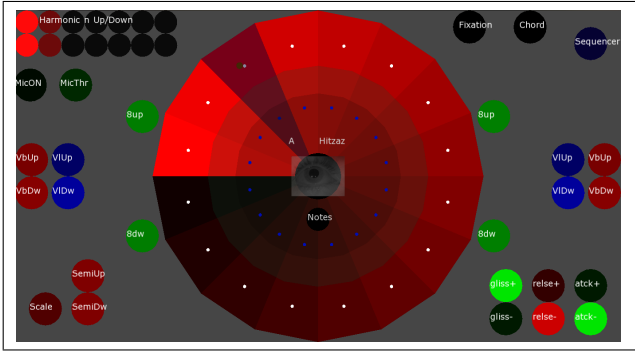 Harmonic n Up/Down
Fixation
Chord
Sequencer
MicON
MicThr
8up
8up
A
Hitzaz
VbUp
VlUp
VlUp
VbUp
VbDw
VlDw
VlDw
VbDw
Notes
8dw
8dw
SemiUp
gliss+
relse+
atck+
Scale
SemiDw
gliss-
relse-
atck-